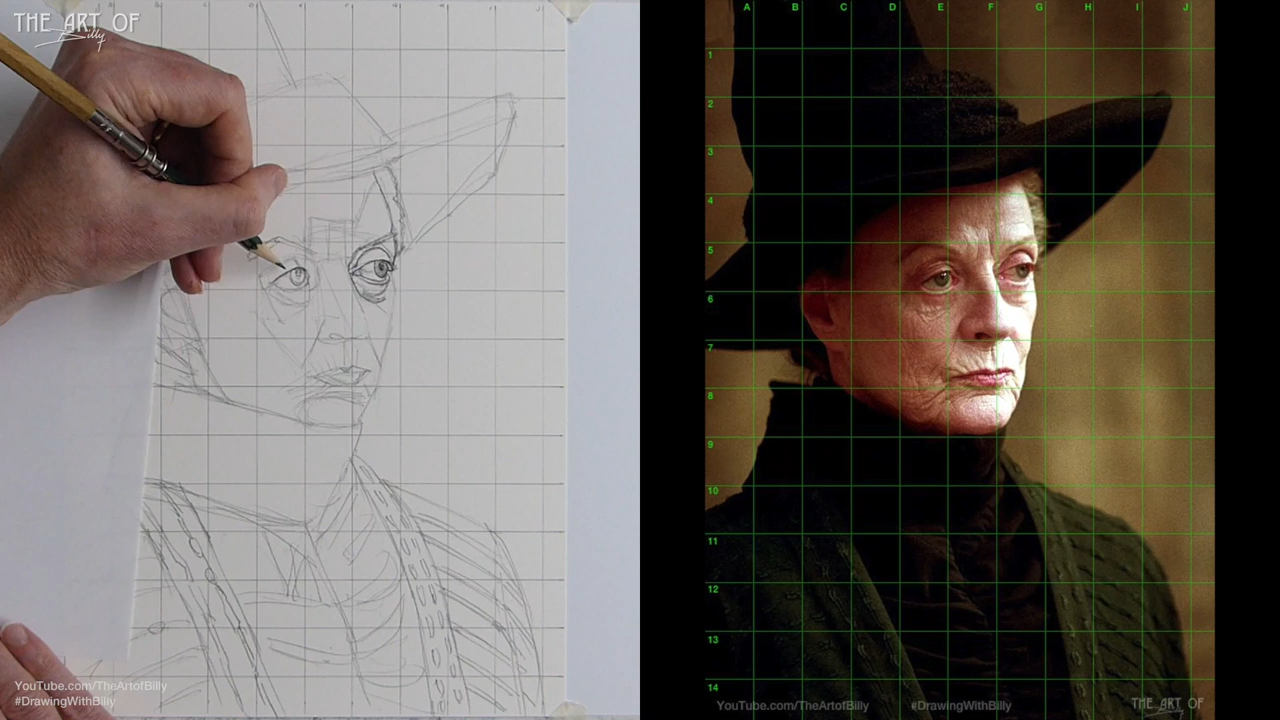 THE ART OF
Billy
YouTube.com/TheArtofBilly
#DrawingWithBilly
A B C D E F G H I J
1
2
3
4
5
6
7
8
9
10
11
12
13
14
YouTube.com/TheArtofBilly #DrawingWithBilly
THE ART OF